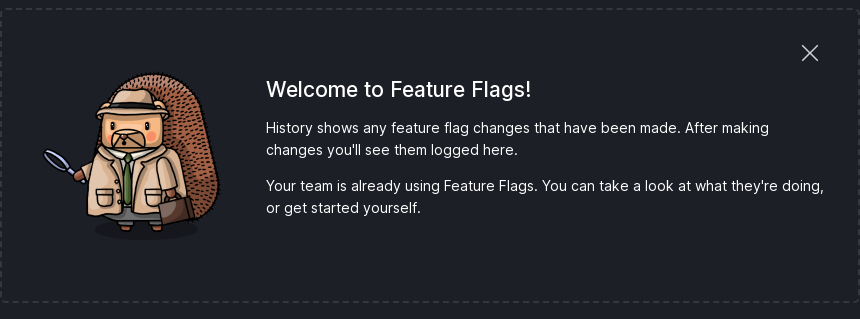 Welcome to Feature Flags!
History shows any feature flag changes that have been made. After making
changes you'll see them logged here.
Your team is already using Feature Flags. You can take a look at what they're doing,
or get started yourself.